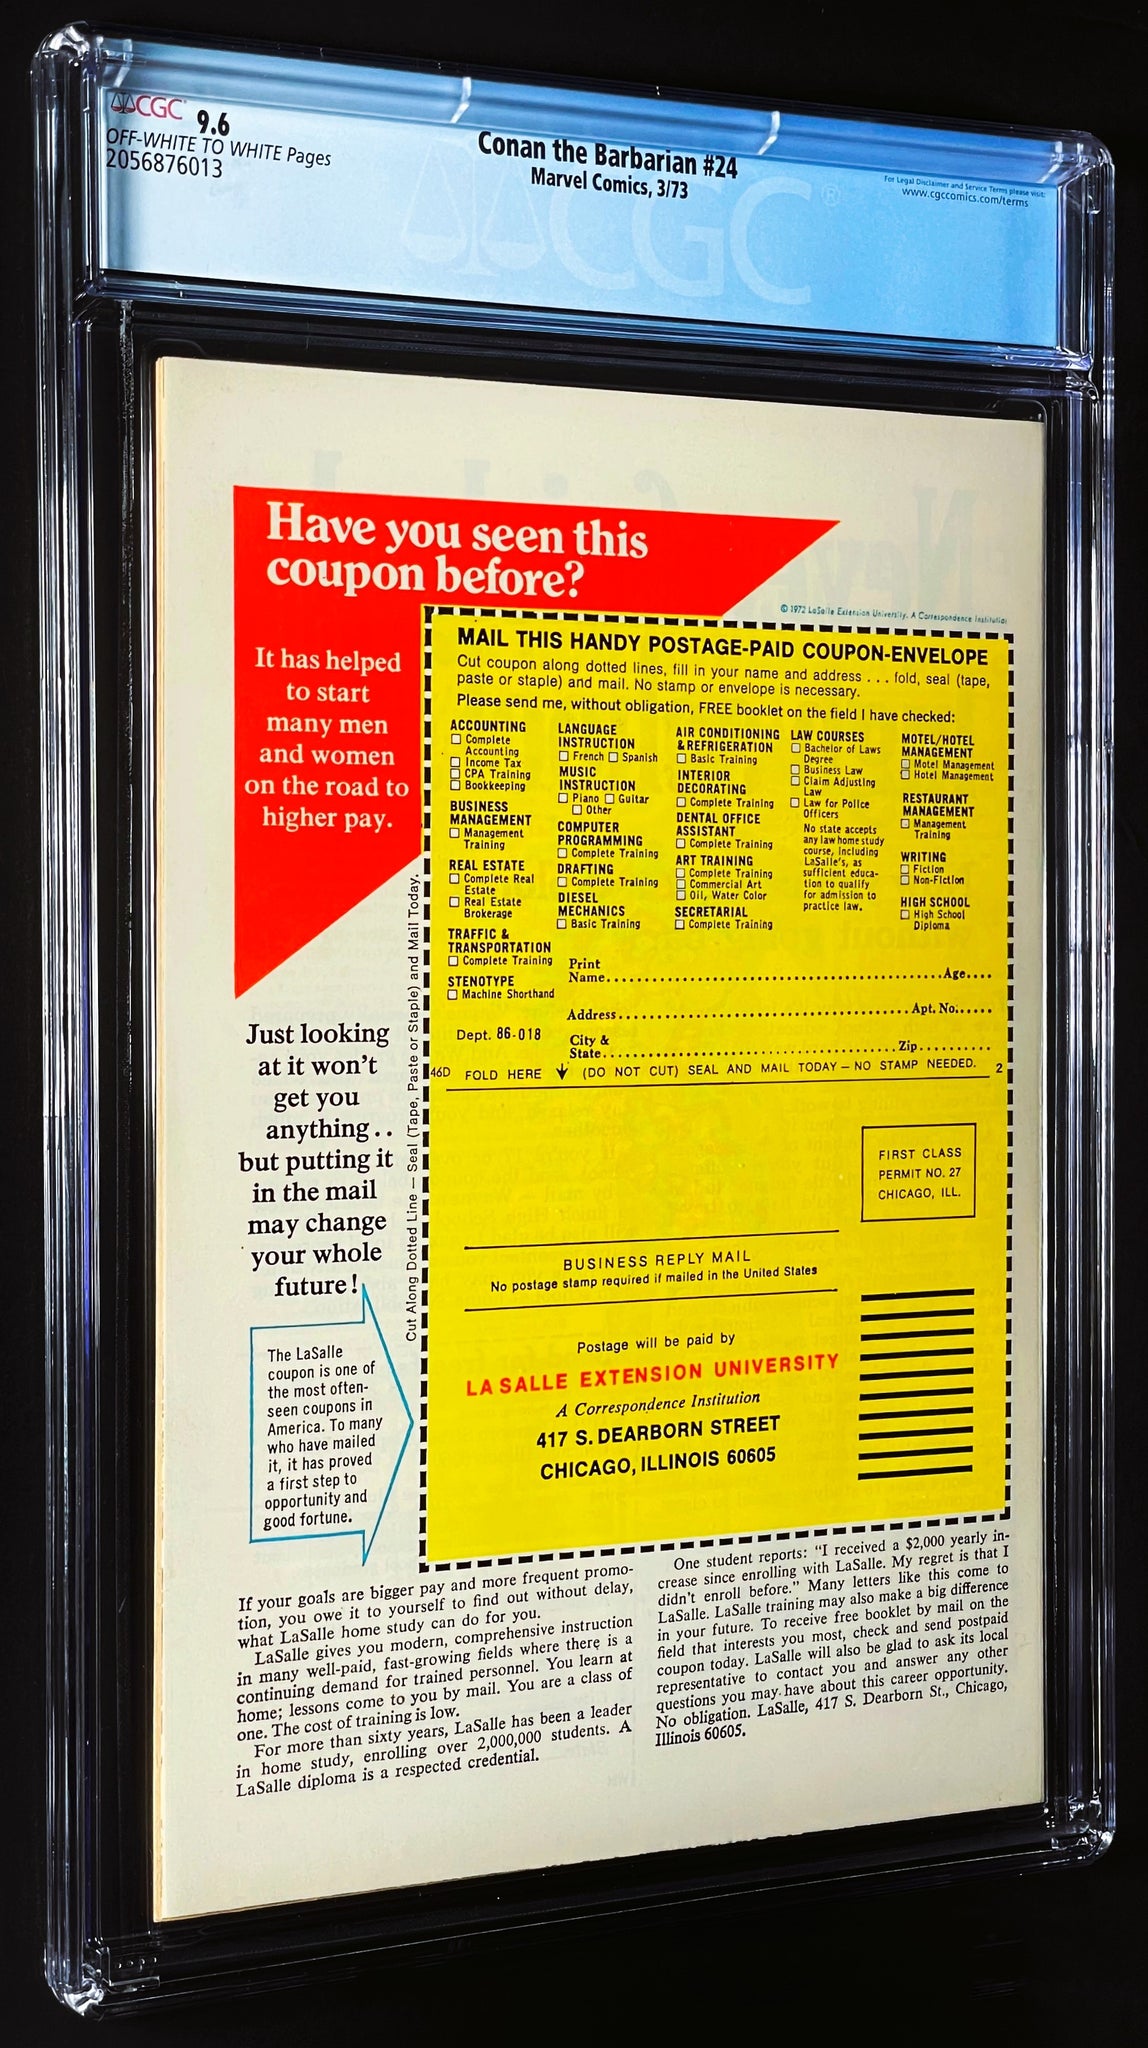 CGC 9.6
OFF-WHITE TO WHITE Pages
2056876013
Conan the Barbarian #24
Marvel Comics, 3/73
For Legal Disclaimer and Service Terms please visit:
www.cgccomics.com/terms
CGC®
Have you seen this
coupon before?
It has helped
to start
many men
and women
on the road to
higher pay.
© 1972 LaSalle Extension University. A Correspondence Institution
MAIL THIS HANDY POSTAGE-PAID COUPON-ENVELOPE
Cut coupon along dotted lines, fill in your name and address . . . fold, seal (tape,
paste or staple) and mail. No stamp or envelope is necessary.
Please send me, without obligation, FREE booklet on the field I have checked:
ACCOUNTING
☐ Complete
Accounting
☐ Income Tax
☐ CPA Training
☐ Bookkeeping
BUSINESS
MANAGEMENT
☐ Management
Training
REAL ESTATE
☐ Complete Real
Estate
☐ Real Estate
Brokerage
TRAFFIC &
TRANSPORTATION
☐ Complete Training
STENOTYPE
☐ Machine Shorthand
LANGUAGE
INSTRUCTION
☐ French ☐ Spanish
MUSIC
INSTRUCTION
☐ Piano ☐ Guitar
☐ Other
COMPUTER
PROGRAMMING
☐ Complete Training
DRAFTING
☐ Complete Training
DIESEL
MECHANICS
☐ Basic Training
AIR CONDITIONING
& REFRIGERATION
☐ Basic Training
INTERIOR
DECORATING
☐ Complete Training
DENTAL OFFICE
ASSISTANT
☐ Complete Training
ART TRAINING
☐ Complete Training
☐ Commercial Art
☐ Oil, Water Color
SECRETARIAL
☐ Complete Training
LAW COURSES
☐ Bachelor of Laws
Degree
☐ Business Law
☐ Claim Adjusting
Law
☐ Law for Police
Officers
No state accepts
any law home study
course, including
LaSalle's, as
sufficient educa-
tion to qualify
for admission to
practice law.
MOTEL/HOTEL
MANAGEMENT
☐ Motel Management
☐ Hotel Management
RESTAURANT
MANAGEMENT
☐ Management
Training
WRITING
☐ Fiction
☐ Non-Fiction
HIGH SCHOOL
☐ High School
Diploma
Print
Name........................................Age....
Address........................................Apt. No......
Dept. 86-018
City &
State........................................Zip..........
46D FOLD HERE ↓ (DO NOT CUT) SEAL AND MAIL TODAY — NO STAMP NEEDED. 2
Cut Along Dotted Line — Seal (Tape, Paste or Staple) and Mail Today.
FIRST CLASS
PERMIT NO. 27
CHICAGO, ILL.
BUSINESS REPLY MAIL
No postage stamp required if mailed in the United States
Postage will be paid by
LA SALLE EXTENSION UNIVERSITY
A Correspondence Institution
417 S. DEARBORN STREET
CHICAGO, ILLINOIS 60605
Just looking
at it won't
get you
anything..
but putting it
in the mail
may change
your whole
future!
The LaSalle
coupon is one of
the most often-
seen coupons in
America. To many
who have mailed
it, it has proved
a first step to
opportunity and
good fortune.
If your goals are bigger pay and more frequent promo-
tion, you owe it to yourself to find out without delay,
what LaSalle home study can do for you.
LaSalle gives you modern, comprehensive instruction
in many well-paid, fast-growing fields where there is a
continuing demand for trained personnel. You learn at
home; lessons come to you by mail. You are a class of
one. The cost of training is low.
For more than sixty years, LaSalle has been a leader
in home study, enrolling over 2,000,000 students. A
LaSalle diploma is a respected credential.
One student reports: "I received a $2,000 yearly in-
crease since enrolling with LaSalle. My regret is that I
didn't enroll before." Many letters like this come to
LaSalle. LaSalle training may also make a big difference
in your future. To receive free booklet by mail on the
field that interests you most, check and send postpaid
coupon today. LaSalle will also be glad to ask its local
representative to contact you and answer any other
questions you may have about this career opportunity.
No obligation. LaSalle, 417 S. Dearborn St., Chicago,
Illinois 60605.